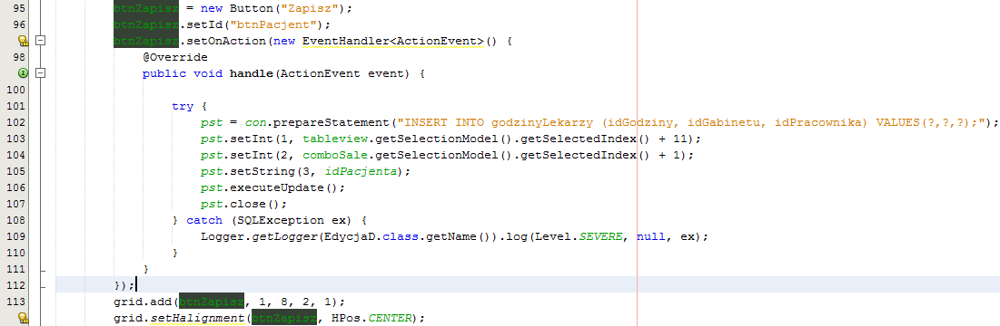 95 btnZapisz = new Button("Zapisz");
96 btnZapisz.setId("btnPacjent");
btnZapisz.setOnAction(new EventHandler<ActionEvent>() {
98 @Override
public void handle(ActionEvent event) {
100
101 try {
102 pst = con.prepareStatement("INSERT INTO godzinyLekarzy (idGodziny, idGabinetu, idPracownika) VALUES(?,?,?);");
103 pst.setInt(1, tableview.getSelectionModel().getSelectedIndex() + 11);
104 pst.setInt(2, comboSale.getSelectionModel().getSelectedIndex() + 1);
105 pst.setString(3, idPacjenta);
106 pst.executeUpdate();
107 pst.close();
108 } catch (SQLException ex) {
109 Logger.getLogger(EdycjaD.class.getName()).log(Level.SEVERE, null, ex);
110 }
111 }
112 });
113 grid.add(btnZapisz, 1, 8, 2, 1);
grid.setHalignment(btnZapisz, HPos.CENTER);